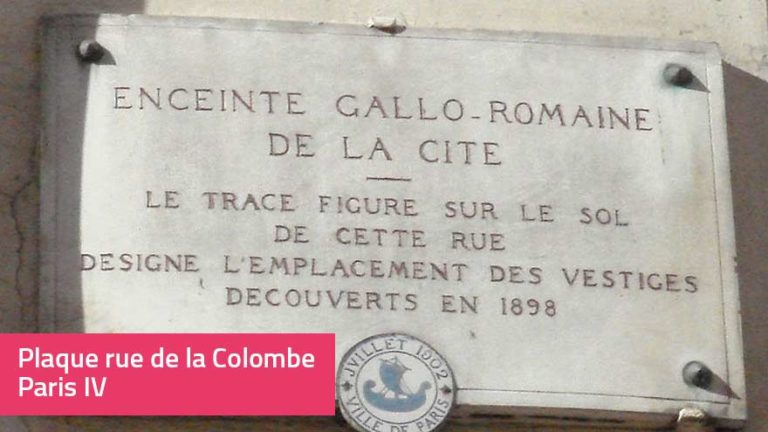 ENCEINTE GALLO-ROMAINE
DE LA CITE
LE TRACE FIGURE SUR LE SOL
DE CETTE RUE
DESIGNE L'EMPLACEMENT DES VESTIGES
DECOUVERTS EN 1898
Plaque rue de la Colombe
Paris IV
JVILLET 1902
VILLE DE PARIS